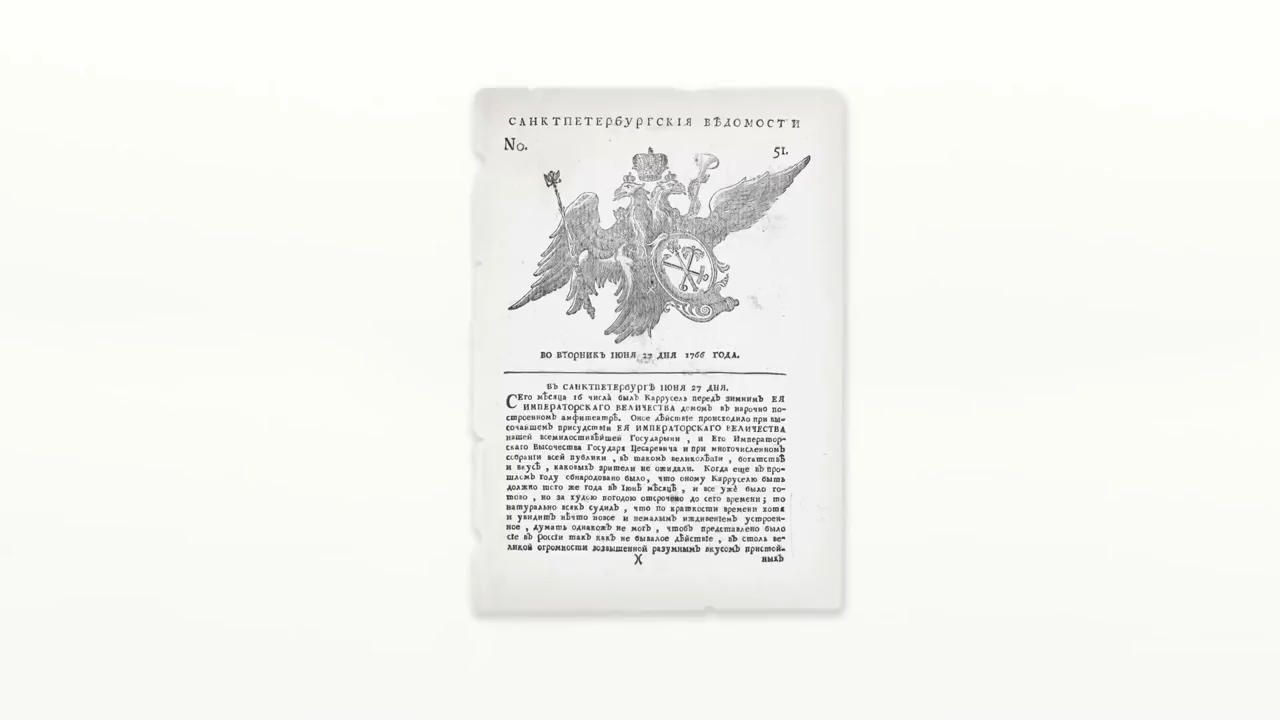 САНКТПЕТЕРБУРГСКІЯ ВѢДОМОСТИ
No. 51.
ВО ВТОРНИКЪ ІЮНЯ 27 ДНЯ 1766 ГОДА.
ВЪ САНКТПЕТЕРБУРГѢ ІЮНЯ 27 ДНЯ.
СЕго мѣсяца 16 числа былъ Каррусель передъ зимнимъ ЕЯ
ИМПЕРАТОРСКАГО ВЕЛИЧЕСТВА домомъ въ нарочно по-
строенномъ амфитеатрѣ. Оное дѣйствіе происходило при вы-
сочайшемъ присудствіи ЕЯ ИМПЕРАТОРСКАГО ВЕЛИЧЕСТВА
нашей всемилостивѣйшей Государыни , и Его Император-
скаго Высочества Государя Цесаревича и при многочисленномъ
собраніи всей публики , въ такомъ великолѣпіи , богатствѣ
и вкусѣ , каковыхъ зрители не ожидали. Когда еще въ про-
шломъ году обнародовано было, что оному Карруселю быть
должно того же года въ Іюнѣ мѣсяцѣ , и все уже было го-
тово , но за худою погодою отсрочено до сего времени ; то
натурально всякъ судилъ , что по краткости времени хотя
и увидитъ нѣчто новое и немалымъ иждивеніемъ устроен-
ное , думать однакожъ не могъ , чтобъ представлено было
сіе въ Россіи такъ какъ не бывалое дѣйствіе , въ столь ве-
ликой огромности возвышенной разумнымъ вкусомъ пристой-
Х ныхъ